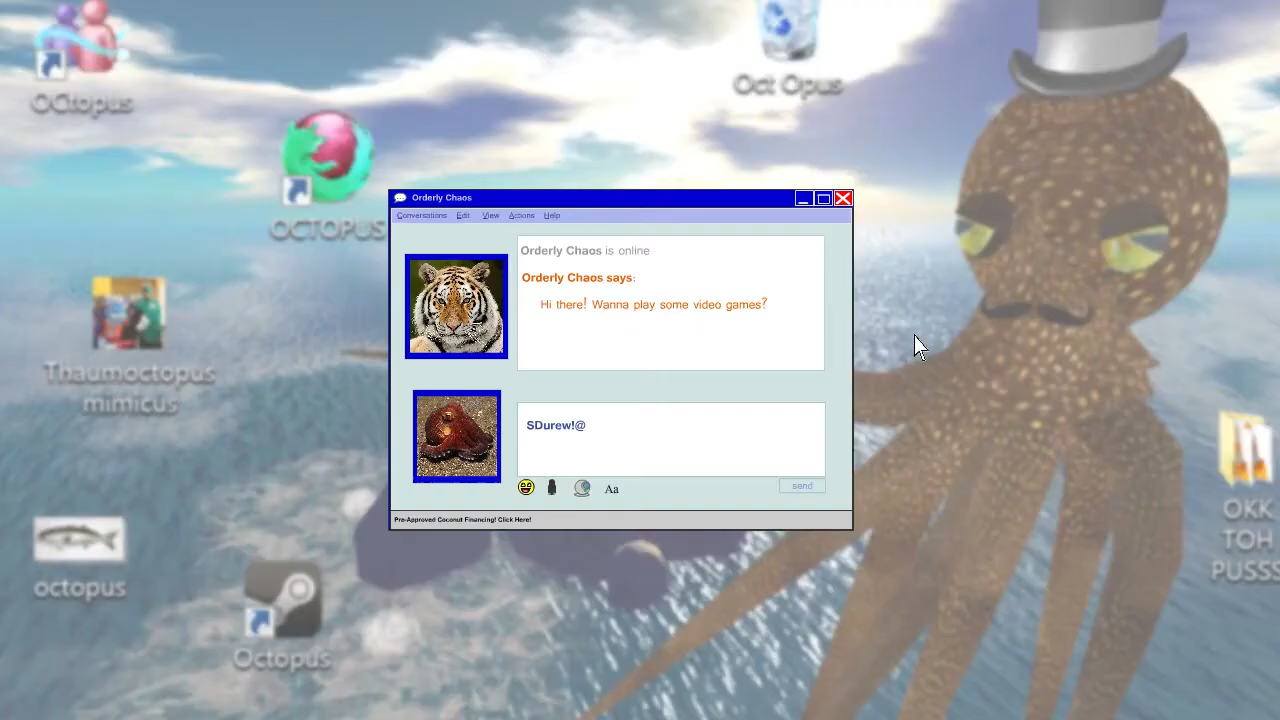 OCtopus
Oct Opus
OCTOPUS
Orderly Chaos
Conversations Edit View Actions Help
Orderly Chaos is online
Orderly Chaos says:
Hi there! Wanna play some video games?
Thaumoctopus
mimicus
SDurew!@
Aa
send
Pre-Approved Coconut Financing! Click Here!
octopus
Octopus
OKK
TOH
PUSSS